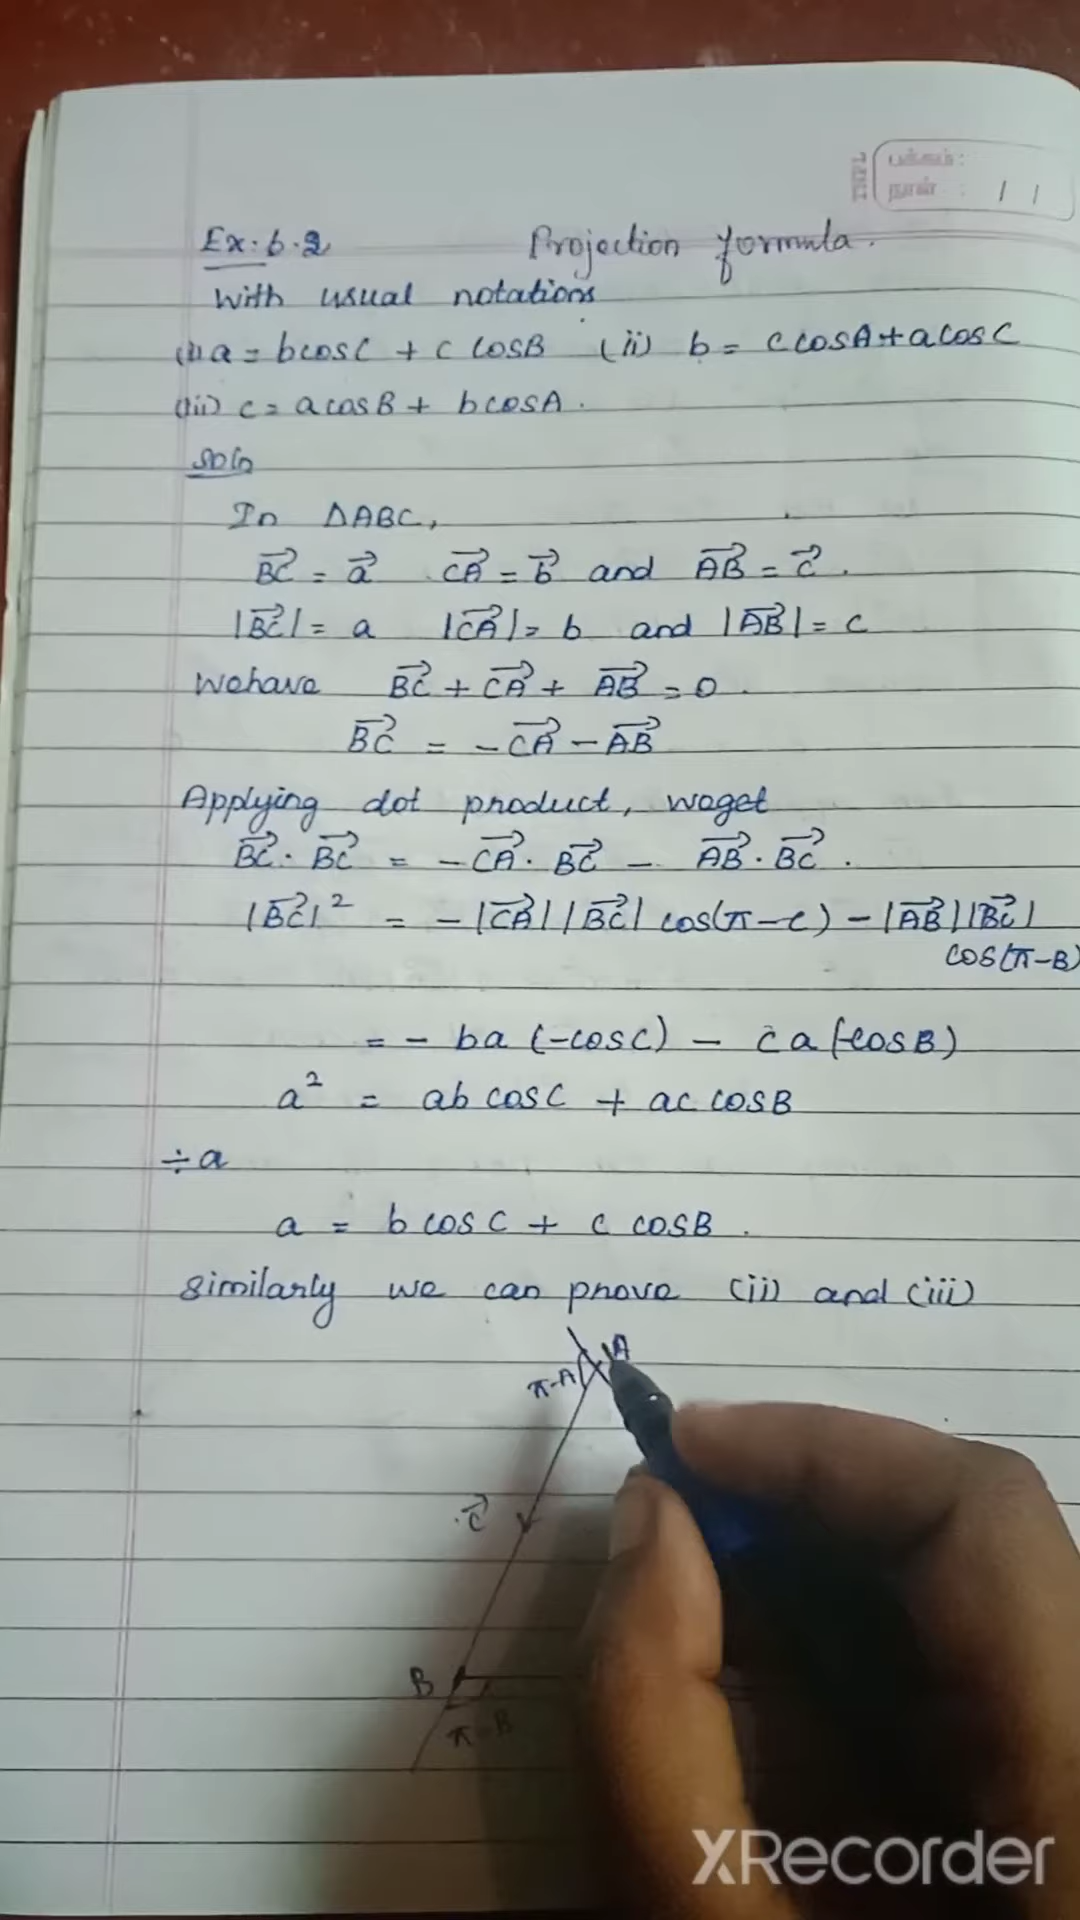 பக்கம் :
நாள் : / /
Ex. 6.2 Projection formula.
With usual notations
(i) a = b cos C + c cos B (ii) b = c cos A + a cos C
(iii) c = a cos B + b cos A.
Soln
In ΔABC,
BC⃗ = a⃗ CA⃗ = b⃗ and AB⃗ = c⃗.
|BC⃗| = a |CA⃗| = b and |AB⃗| = c
We have BC⃗ + CA⃗ + AB⃗ = 0.
BC⃗ = -CA⃗ - AB⃗
Applying dot product, we get
BC⃗ . BC⃗ = -CA⃗ . BC⃗ - AB⃗ . BC⃗.
|BC⃗|² = -|CA⃗| |BC⃗| cos(π-C) - |AB⃗| |BC⃗|
cos(π-B)
= - ba (-cos C) - ca (-cos B)
a² = ab cos C + ac cos B
÷ a
a = b cos C + c cos B.
Similarly we can prove (ii) and (iii)
A
π-A
c⃗
B
π-B
XRecorder